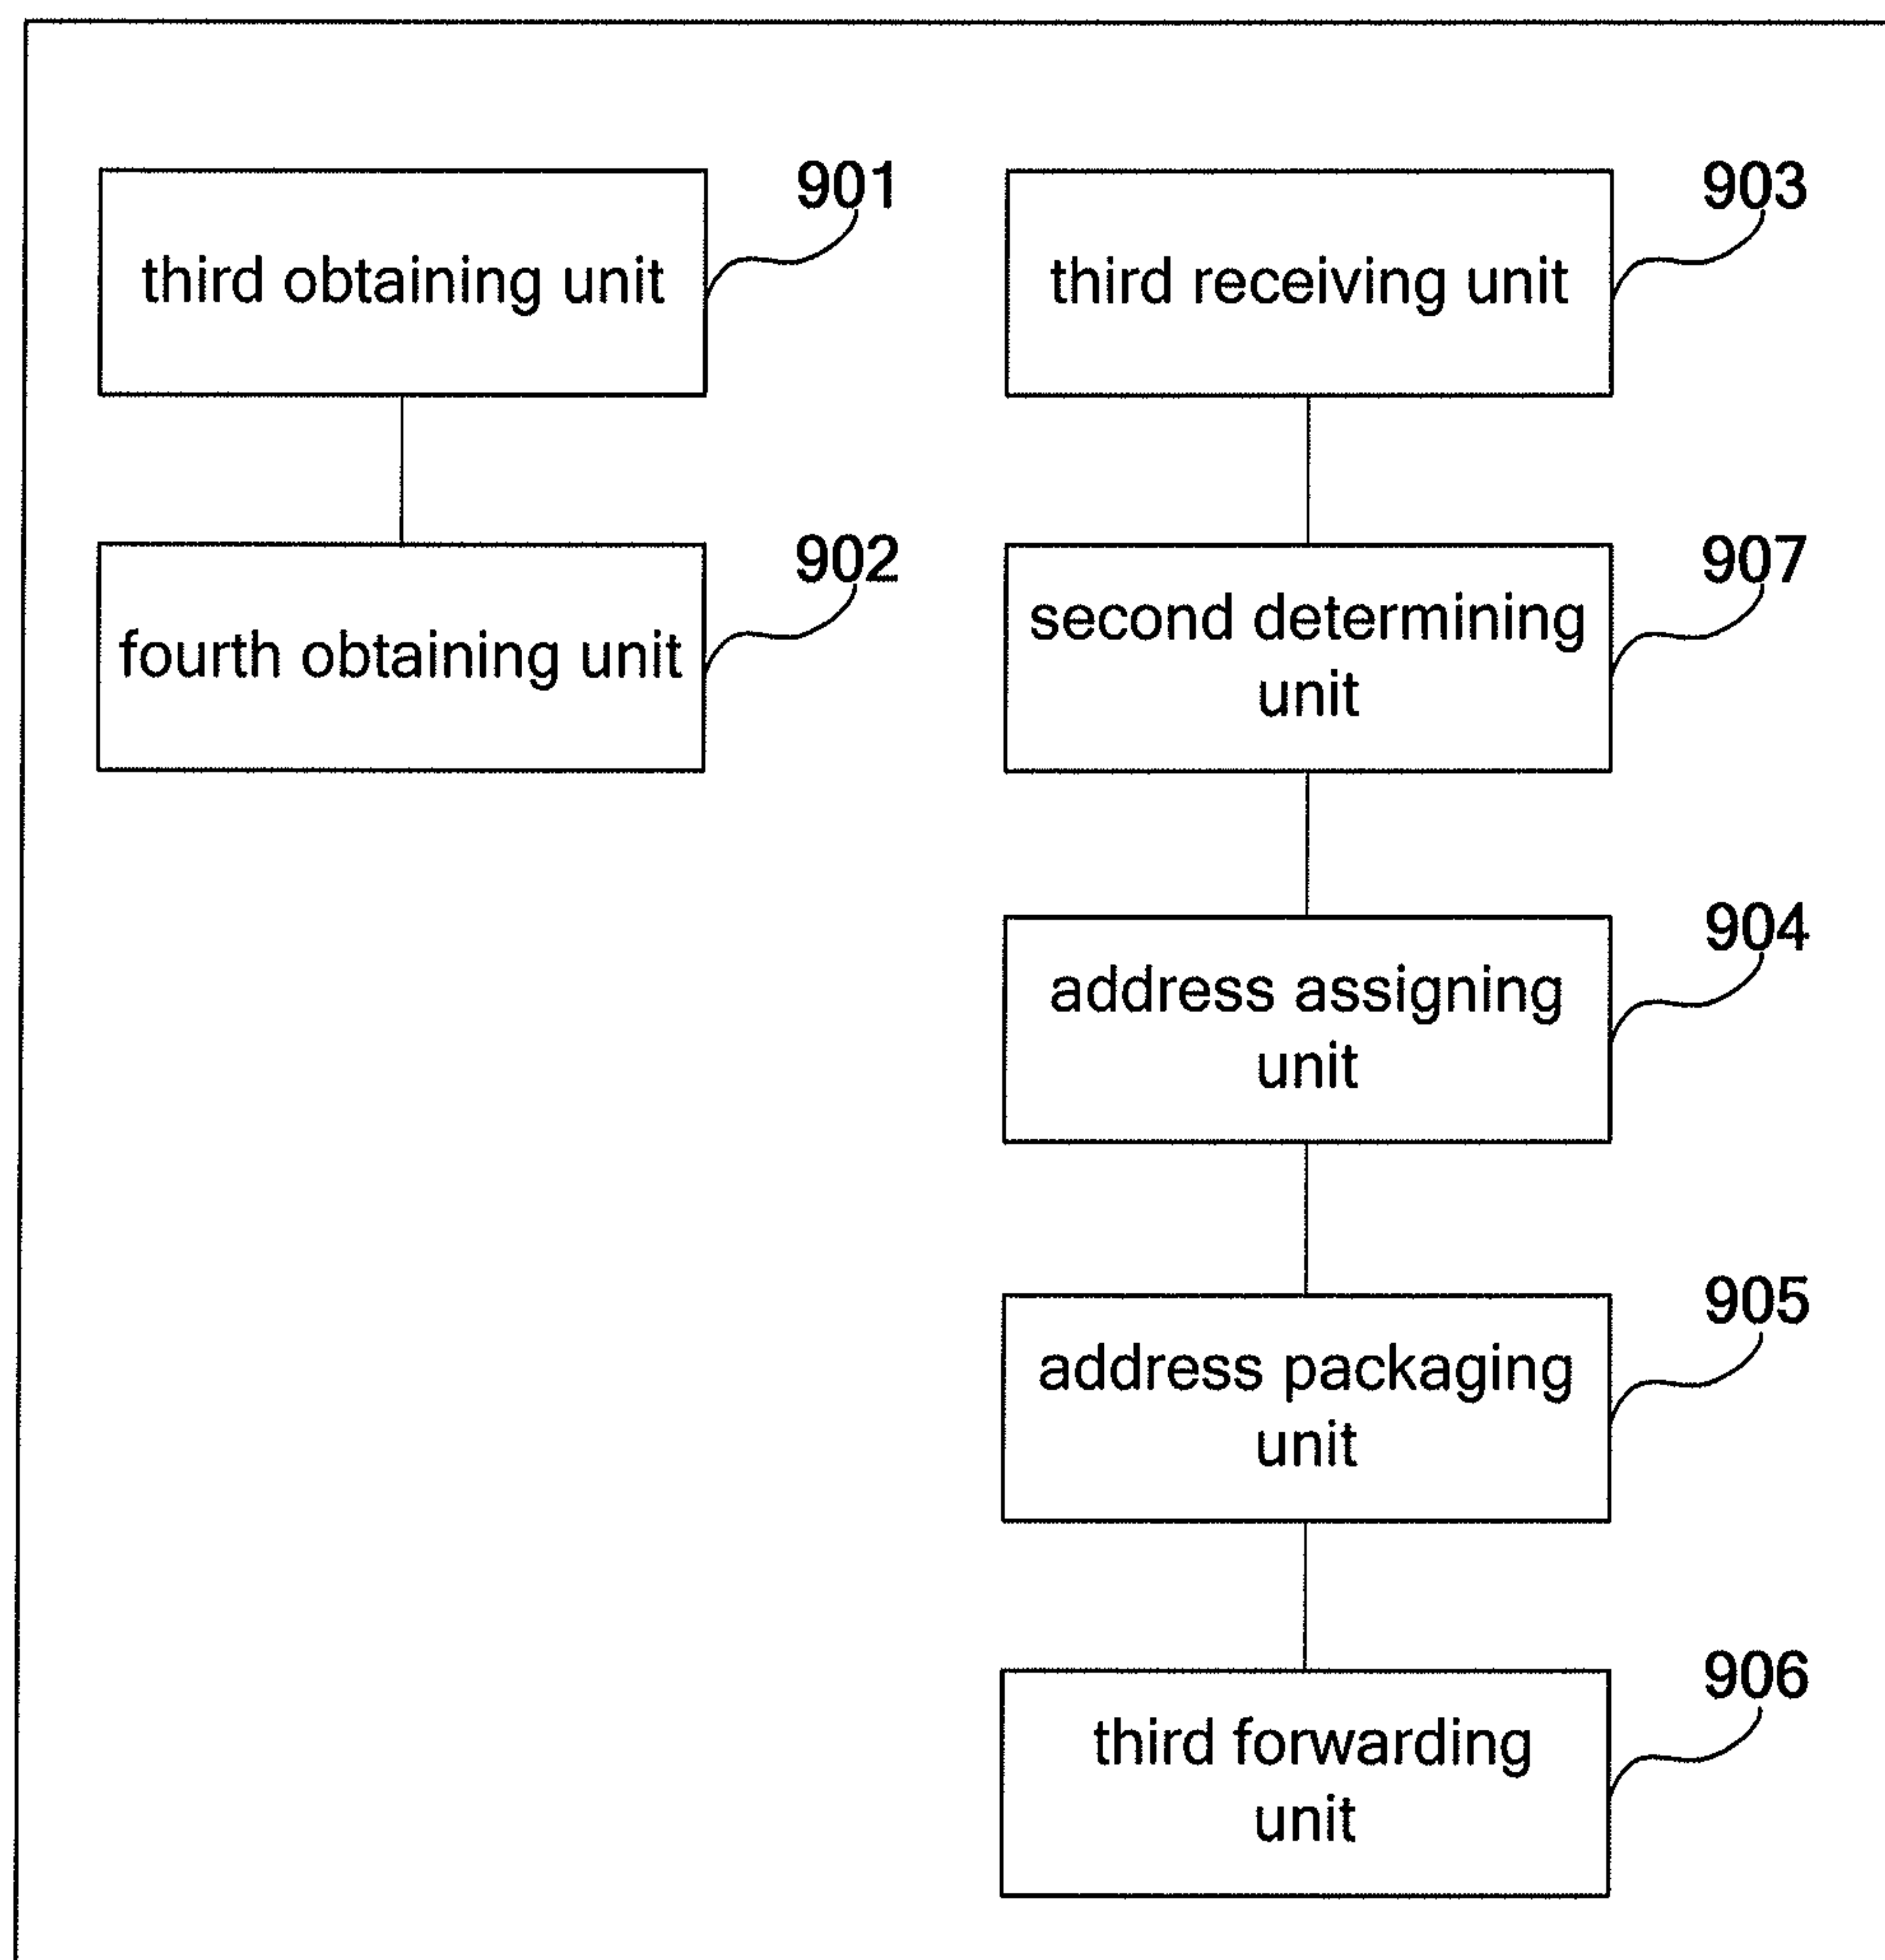 901
third obtaining unit
902
fourth obtaining unit
903
third receiving unit
907
second determining
unit
904
address assigning
unit
905
address packaging
unit
906
third forwarding
unit